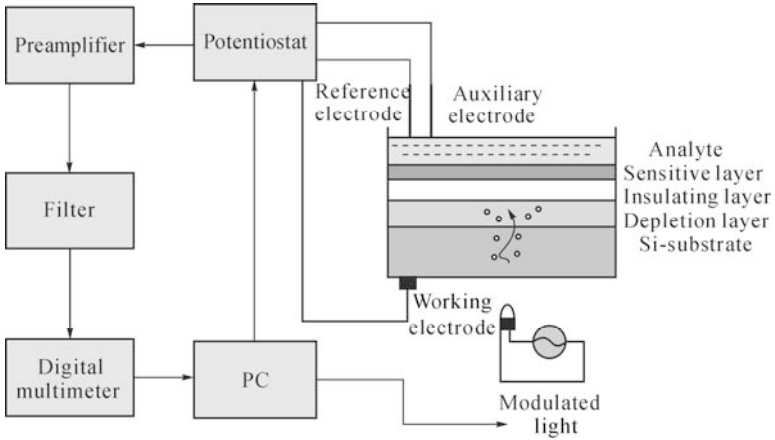 Preamplifier
Potentiostat
Reference
electrode
Auxiliary
electrode
Analyte
Sensitive layer
Insulating layer
Depletion layer
Si-substrate
Filter
Working
electrode
Digital
multimeter
PC
Modulated
light